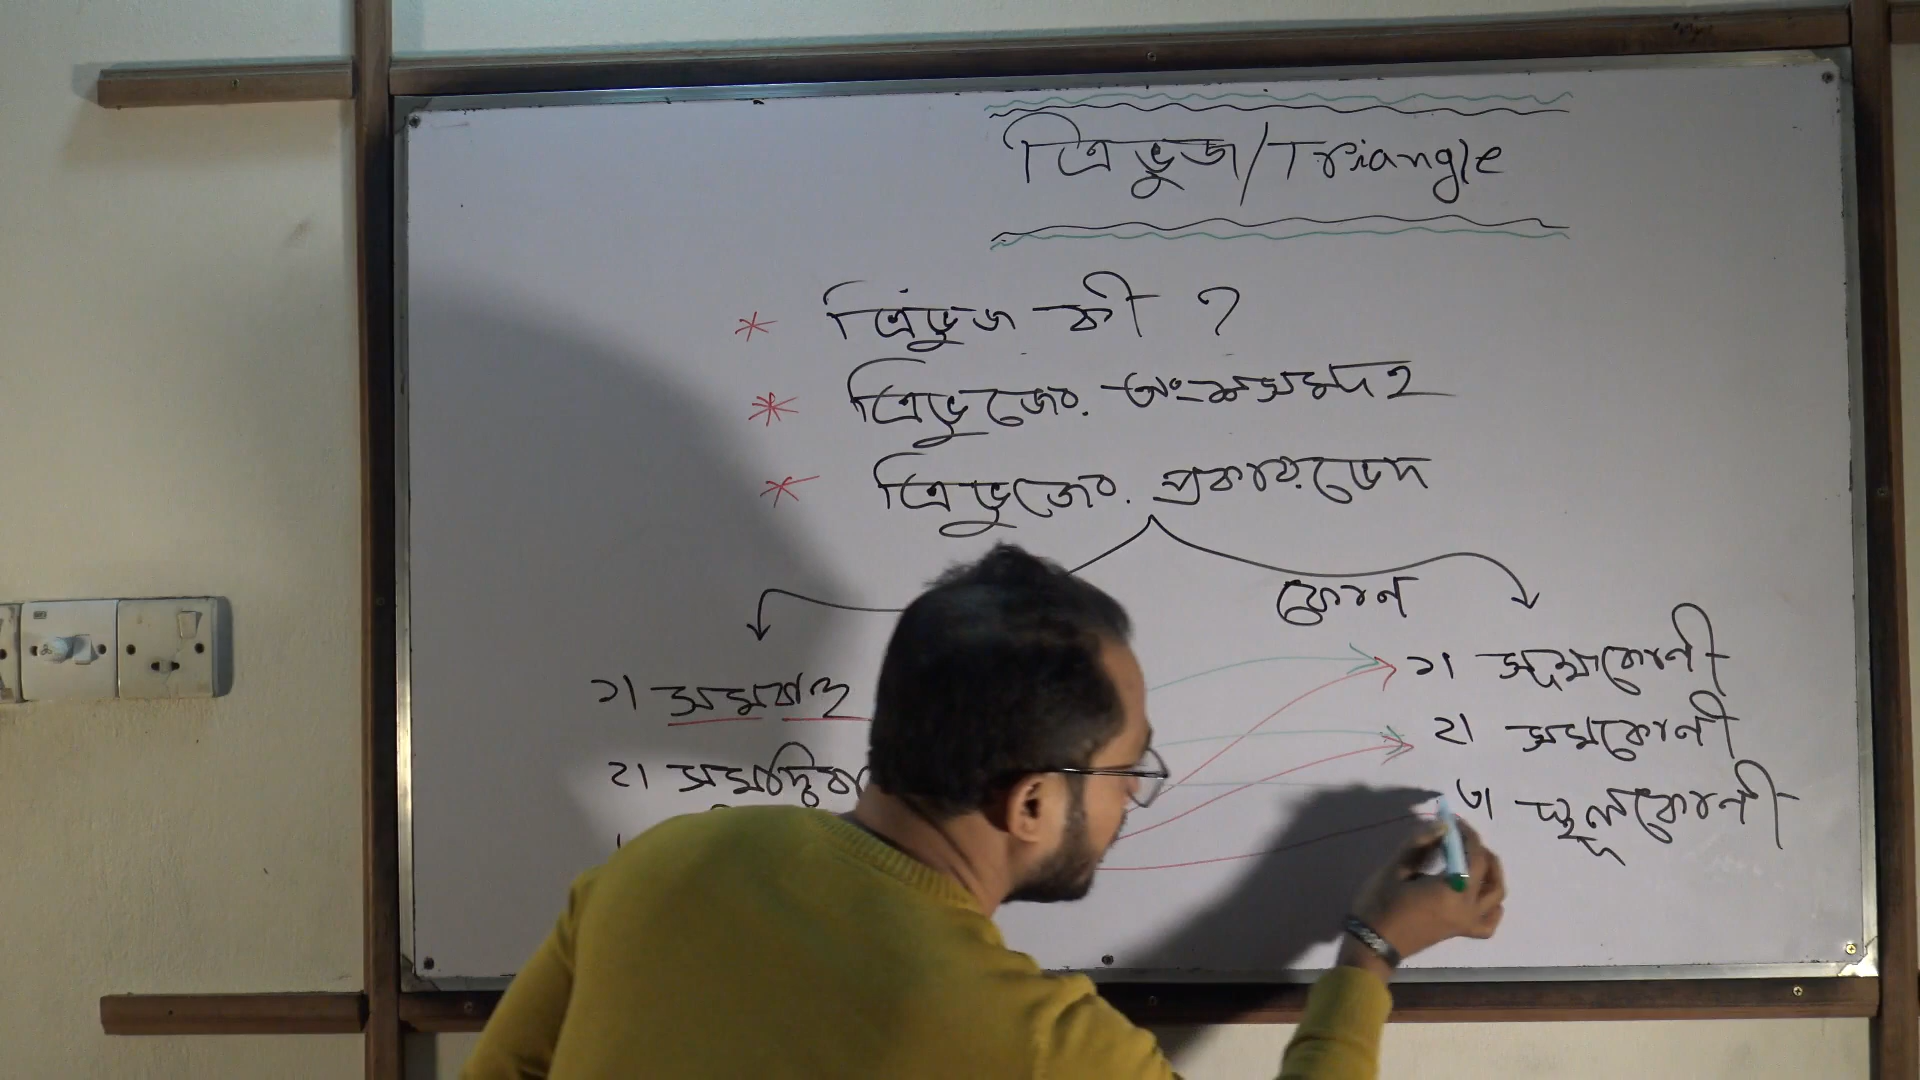 ত্রিভুজ/Triangle
* ত্রিভুজ কী ?
* ত্রিভুজের অংশসমূহ
* ত্রিভুজের প্রকারভেদ
কোন
১। সমবাহু
২। সমদ্বিবা
১। সূক্ষ্মকোণী
২। সমকোণী
৩। স্থূলকোণী